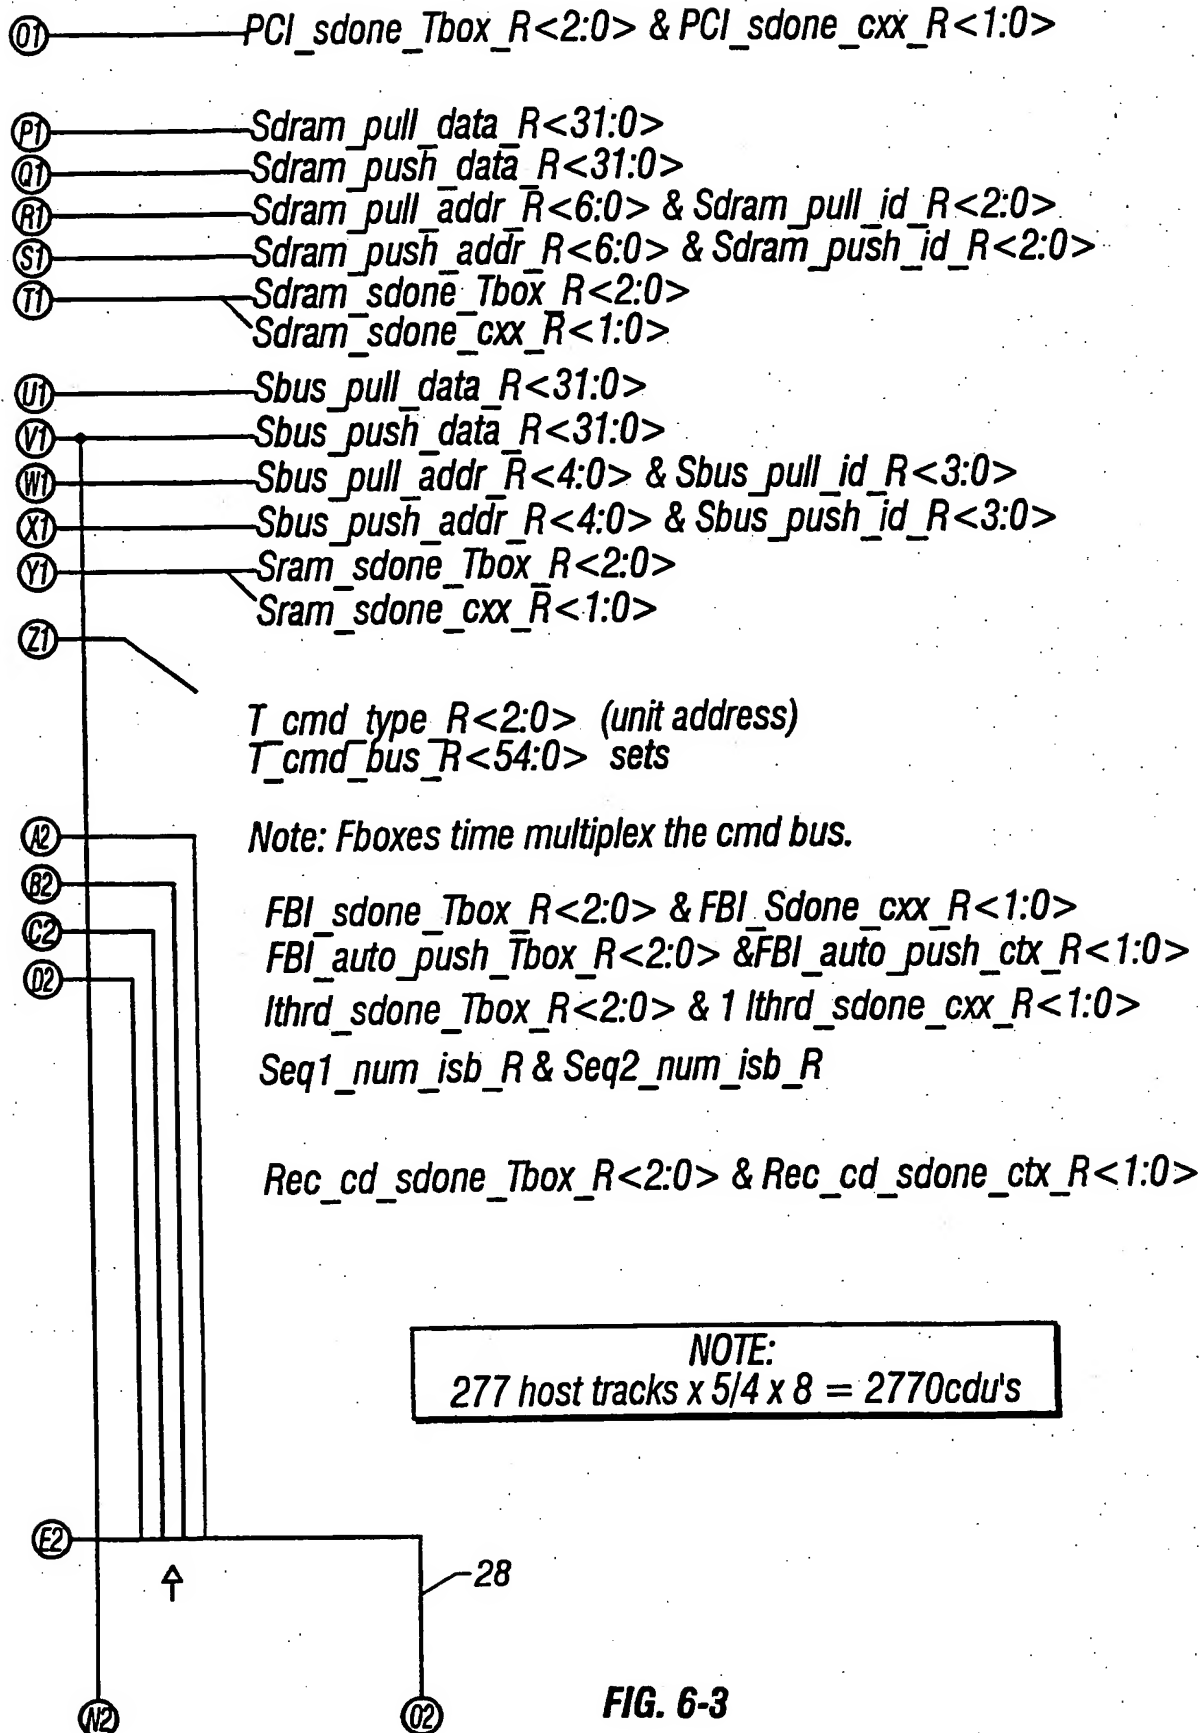 O1 PCI_sdone_Tbox_R<2:0> & PCI_sdone_cxx_R<1:0>
P1 Sdram_pull_data_R<31:0>
Q1 Sdram_push_data_R<31:0>
R1 Sdram_pull_addr_R<6:0> & Sdram_pull_id_R<2:0>
S1 Sdram_push_addr_R<6:0> & Sdram_push_id_R<2:0>
T1 Sdram_sdone_Tbox_R<2:0>
Sdram_sdone_cxx_R<1:0>
U1 Sbus_pull_data_R<31:0>
V1 Sbus_push_data_R<31:0>
W1 Sbus_pull_addr_R<4:0> & Sbus_pull_id_R<3:0>
X1 Sbus_push_addr_R<4:0> & Sbus_push_id_R<3:0>
Y1 Sram_sdone_Tbox_R<2:0>
Sram_sdone_cxx_R<1:0>
Z1
T_cmd_type_R<2:0> (unit address)
T_cmd_bus_R<54:0> sets
A2 Note: Fboxes time multiplex the cmd bus.
B2
FBI_sdone_Tbox_R<2:0> & FBI_Sdone_cxx_R<1:0>
C2
FBI_auto_push_Tbox_R<2:0> &FBI_auto_push_ctx_R<1:0>
D2
Ithrd_sdone_Tbox_R<2:0> & 1 Ithrd_sdone_cxx_R<1:0>
Seq1_num_isb_R & Seq2_num_isb_R
Rec_cd_sdone_Tbox_R<2:0> & Rec_cd_sdone_ctx_R<1:0>
NOTE:
277 host tracks x 5/4 x 8 = 2770cdu's
E2
28
N2 O2
FIG. 6-3